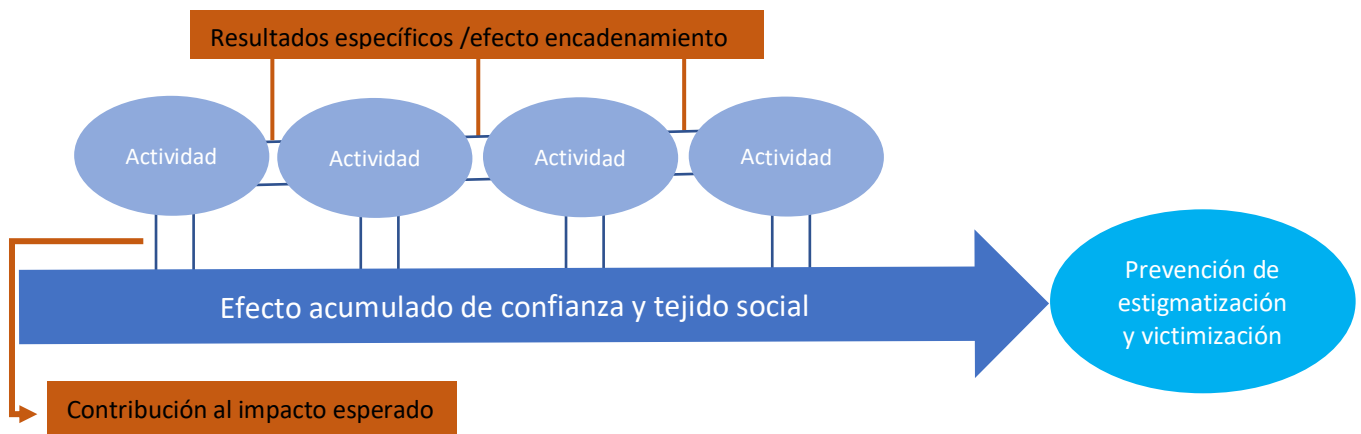 Resultados específicos /efecto encadenamiento
Actividad
Actividad
Actividad
Actividad
Efecto acumulado de confianza y tejido social
Prevención de
estigmatización
y victimización
Contribución al impacto esperado